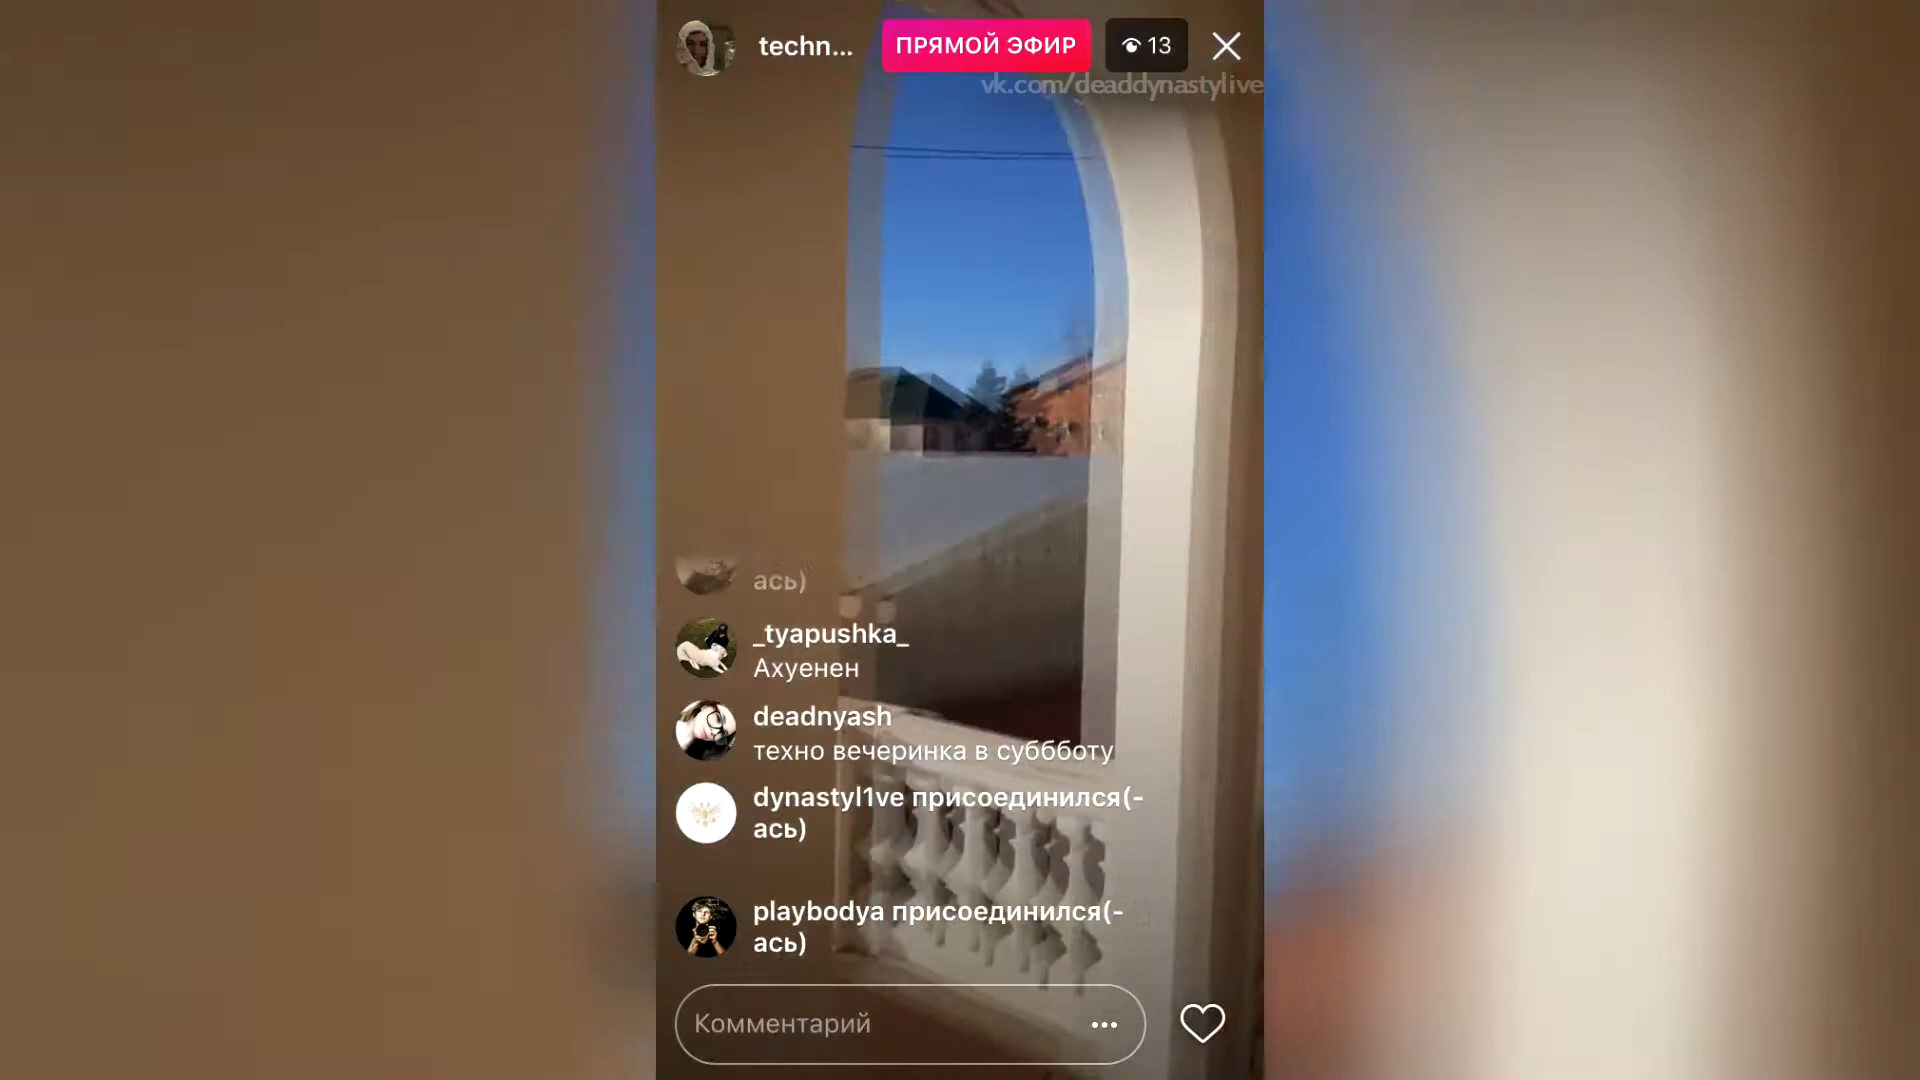 techn...
ПРЯМОЙ ЭФИР
13
vk.com/deaddynastylive
ась)
_tyapushka_
Ахуенен
deadnyash
техно вечеринка в суббботу
dynastyl1ve присоединился(-
ась)
playbodya присоединился(-
ась)
Комментарий